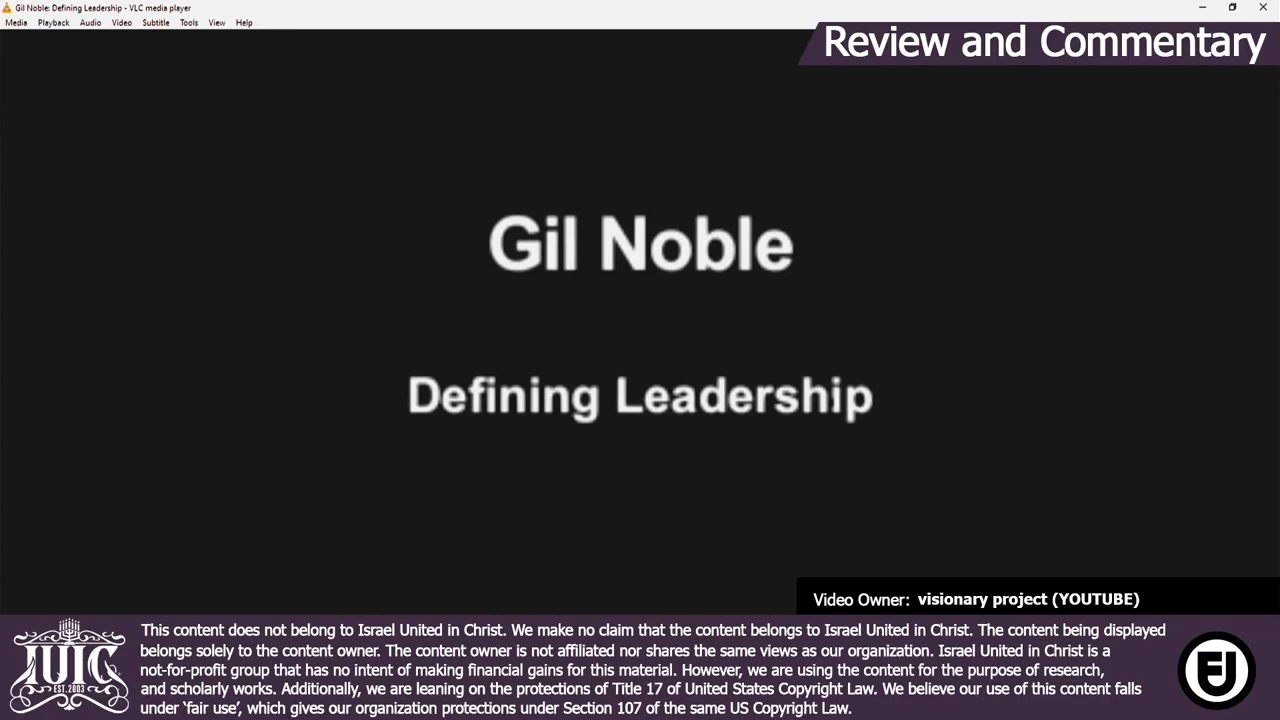 Gil Noble: Defining Leadership - VLC media player
Media Playback Audio Video Subtitle Tools View Help
Review and Commentary
Gil Noble
Defining Leadership
Video Owner: visionary project (YOUTUBE)
This content does not belong to Israel United in Christ. We make no claim that the content belongs to Israel United in Christ. The content being displayed
belongs solely to the content owner. The content owner is not affiliated nor shares the same views as our organization. Israel United in Christ is a
not-for-profit group that has no intent of making financial gains for this material. However, we are using the content for the purpose of research,
and scholarly works. Additionally, we are leaning on the protections of Title 17 of United States Copyright Law. We believe our use of this content falls
under ‘fair use’, which gives our organization protections under Section 107 of the same US Copyright Law.
IUIC
EST.2003